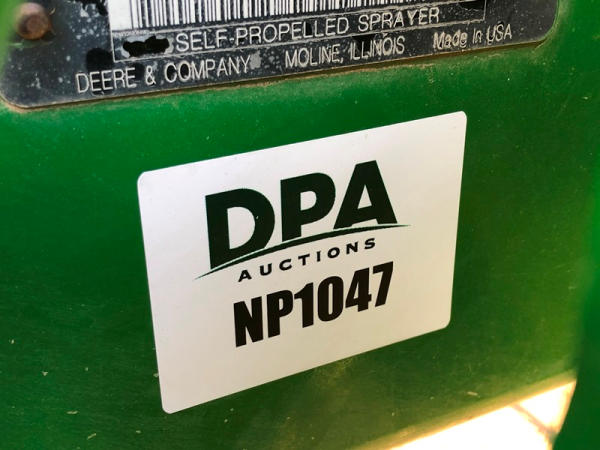 SELF-PROPELLED SPRAYER
DEERE & COMPANY MOLINE, ILLINOIS Made In USA
DPA
AUCTIONS
NP1047